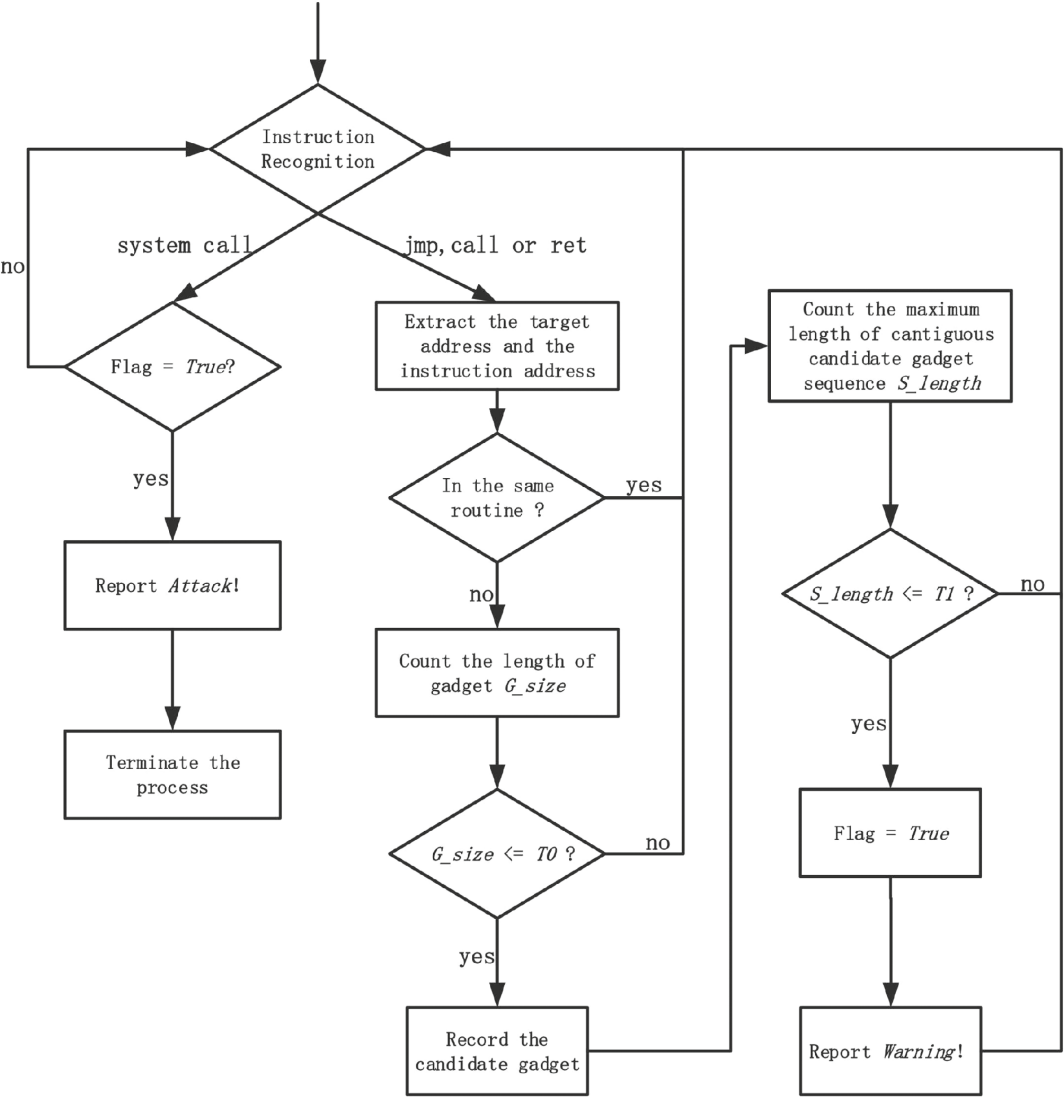 Instruction
Recognition
system call
jmp, call or ret
no
Flag = True?
yes
Report Attack!
Terminate the
process
Extract the target
address and the
instruction address
In the same
routine ?
yes
no
Count the length of
gadget G_size
G_size <= T0 ?
no
yes
Record the
candidate gadget
Count the maximum
length of cantiguous
candidate gadget
sequence S_length
S_length <= T1 ?
no
yes
Flag = True
Report Warning!